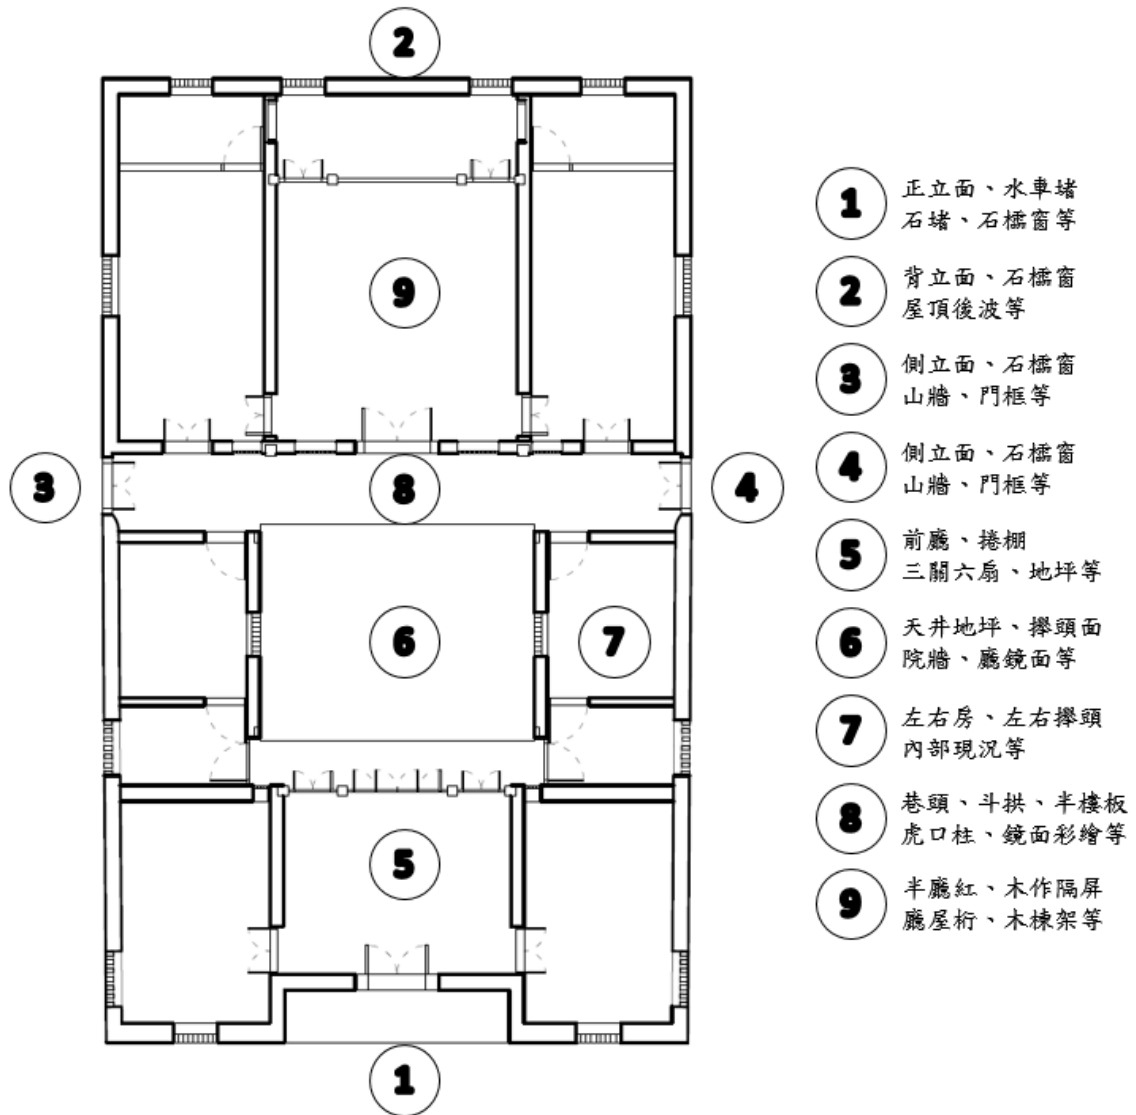 2
9
3
8
4
6
7
5
1
1
正立面、水車堵
石堵、石櫺窗等
2
背立面、石櫺窗
屋頂後波等
3
側立面、石櫺窗
山牆、門框等
4
側立面、石櫺窗
山牆、門框等
5
前廳、捲棚
三關六扇、地坪等
6
天井地坪、櫸頭面
院牆、廳鏡面等
7
左右房、左右櫸頭
內部現況等
8
巷頭、斗拱、半樓板
虎口柱、鏡面彩繪等
9
半廳紅、木作隔屏
廳屋桁、木棟架等